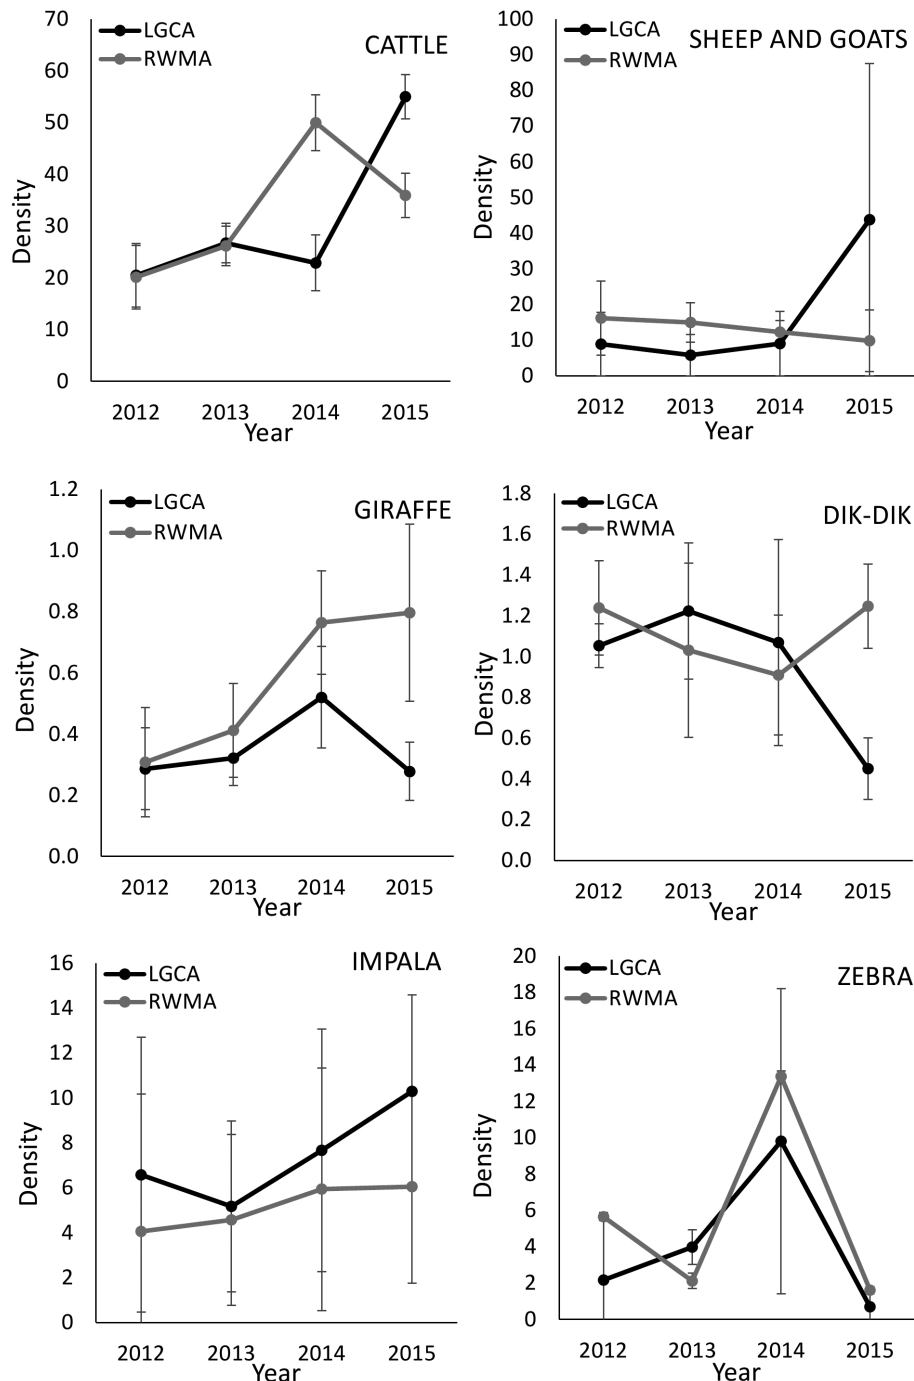 70
60
50
40
30
20
10
0
Density
LGCA
RWMA
CATTLE
2012 2013 2014 2015
Year
100
90
80
70
60
50
40
30
20
10
0
Density
LGCA
RWMA
SHEEP AND GOATS
2012 2013 2014 2015
Year
1.2
1.0
0.8
0.6
0.4
0.2
0.0
Density
LGCA
RWMA
GIRAFFE
2012 2013 2014 2015
Year
1.8
1.6
1.4
1.2
1.0
0.8
0.6
0.4
0.2
0.0
Density
LGCA
RWMA
DIK-DIK
2012 2013 2014 2015
Year
16
14
12
10
8
6
4
2
0
Density
LGCA
RWMA
IMPALA
2012 2013 2014 2015
Year
20
18
16
14
12
10
8
6
4
2
0
Density
LGCA
RWMA
ZEBRA
2012 2013 2014 2015
Year